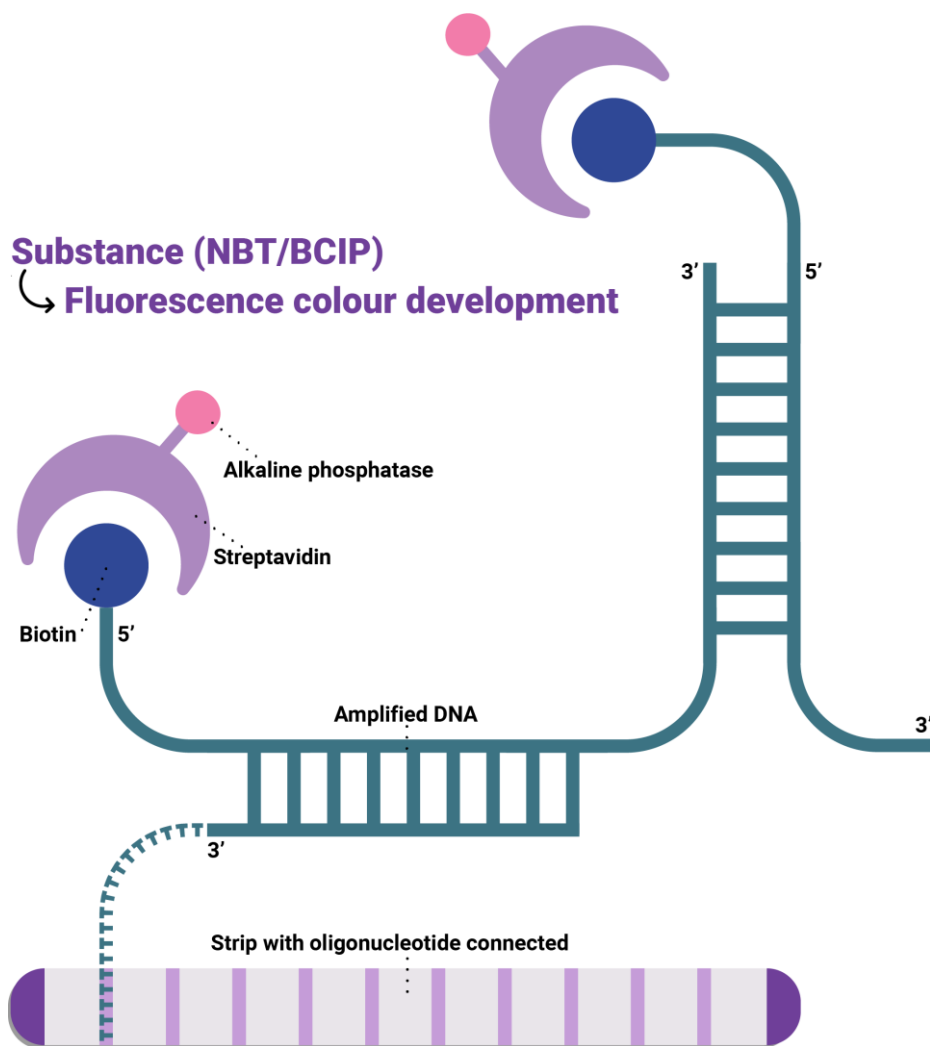 Substance (NBT/BCIP)
Fluorescence colour development
3’
5’
Alkaline phosphatase
Streptavidin
Biotin
5’
Amplified DNA
3’
3’
Strip with oligonucleotide connected